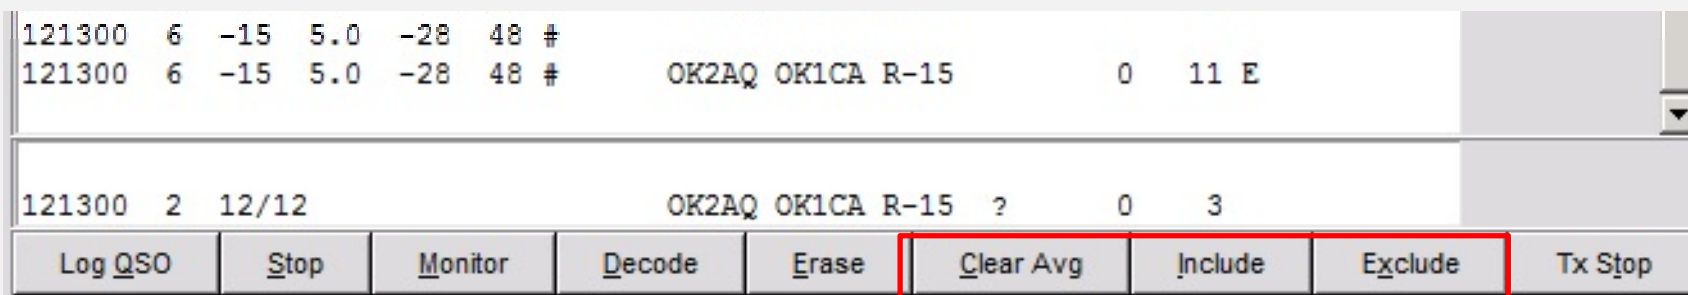 121300 6 -15 5.0 -28 48 #
121300 6 -15 5.0 -28 48 # OK2AQ OK1CA R-15 0 11 E
121300 2 12/12 OK2AQ OK1CA R-15 ? 0 3
Log QSO Stop Monitor Decode Erase Clear Avg Include Exclude Tx Stop